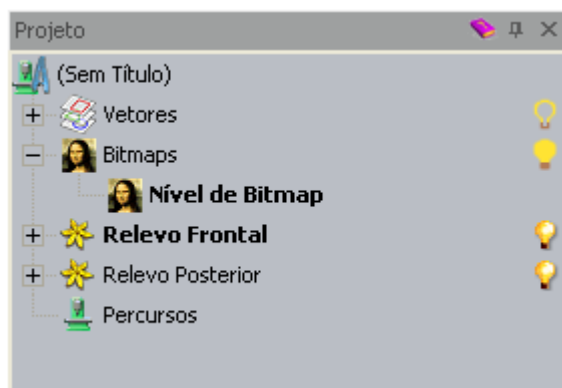 Projeto
(Sem Título)
Vetores
Bitmaps
Nível de Bitmap
Relevo Frontal
Relevo Posterior
Percursos